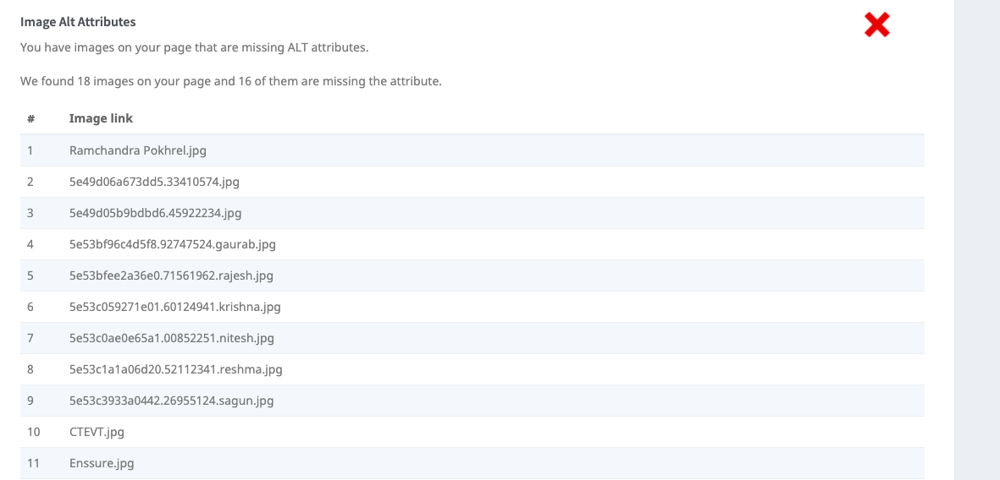 Image Alt Attributes
You have images on your page that are missing ALT attributes.
We found 18 images on your page and 16 of them are missing the attribute.
# Image link
1 Ramchandra Pokhrel.jpg
2 5e49d06a673dd5.33410574.jpg
3 5e49d05b9bdbd6.45922234.jpg
4 5e53bf96c4d5f8.92747524.gaurab.jpg
5 5e53bfee2a36e0.71561962.rajesh.jpg
6 5e53c059271e01.60124941.krishna.jpg
7 5e53c0ae0e65a1.00852251.nitesh.jpg
8 5e53c1a1a06d20.52112341.reshma.jpg
9 5e53c3933a0442.26955124.sagun.jpg
10 CTEVT.jpg
11 Enssure.jpg